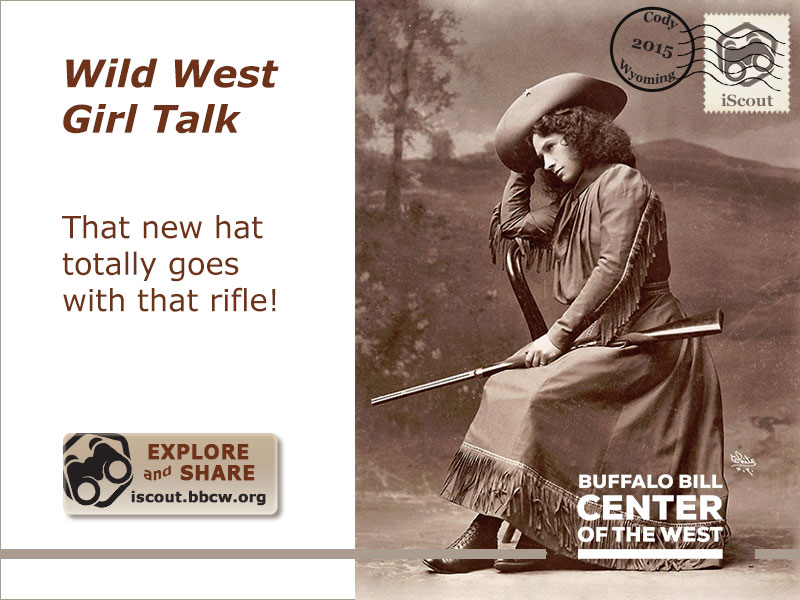 Wild West
Girl Talk
That new hat
totally goes
with that rifle!
EXPLORE
and SHARE
iscout.bbcw.org
Cody
2015
Wyoming
iScout
White
N.Y.
BUFFALO BILL
CENTER
OF THE WEST